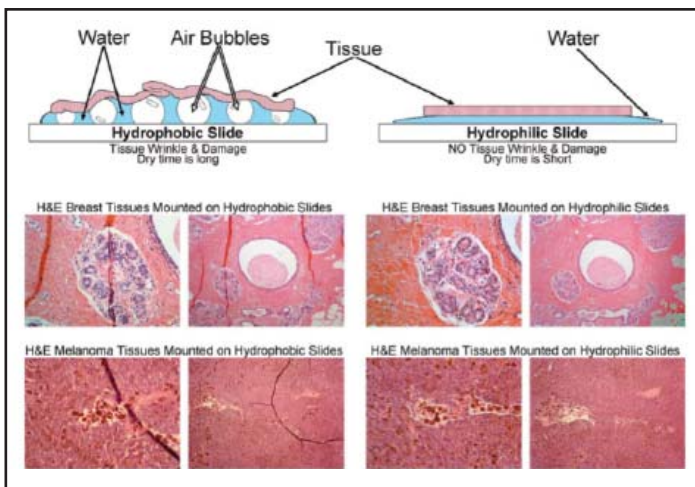 Water
Air Bubbles
Tissue
Water
Hydrophobic Slide
Tissue Wrinkle & Damage
Dry time is long
Hydrophilic Slide
NO Tissue Wrinkle & Damage
Dry time is Short
H&E Breast Tissues Mounted on Hydrophobic Slides
H&E Breast Tissues Mounted on Hydrophilic Slides
H&E Melanoma Tissues Mounted on Hydrophobic Slides
H&E Melanoma Tissues Mounted on Hydrophilic Slides